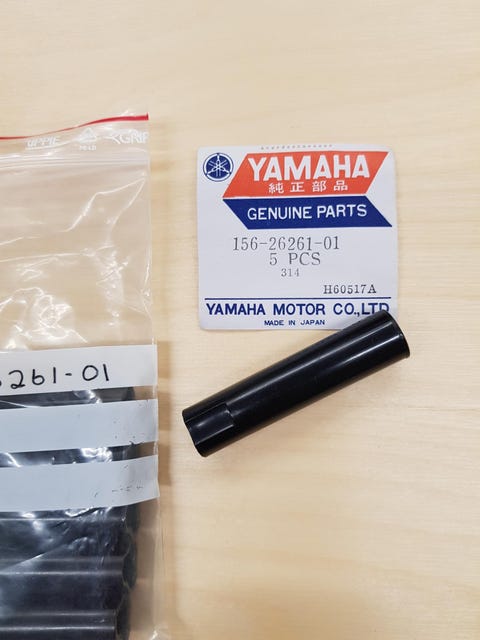 YAMAHA
純正部品
GENUINE PARTS
156-26261-01
5 PCS
314
H60517A
YAMAHA MOTOR CO.,LTD.
MADE IN JAPAN
GRIP
261-01